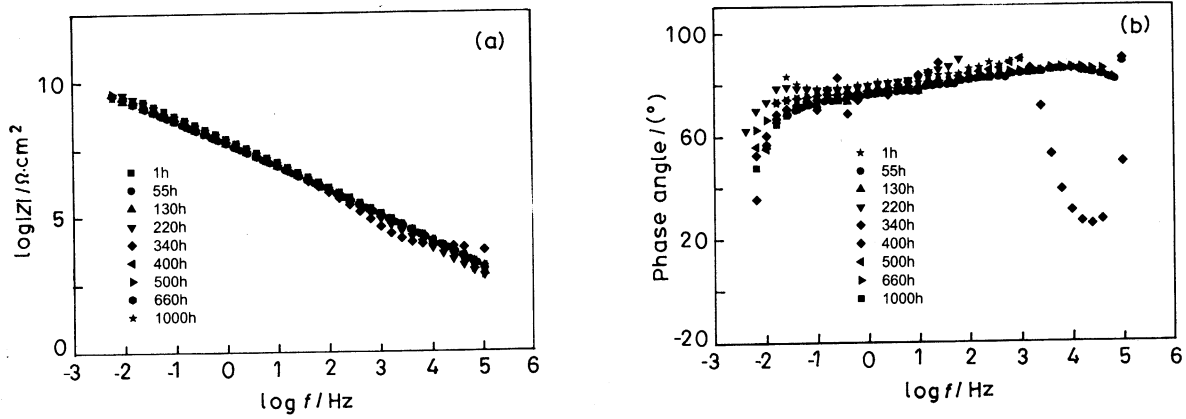 (a)
10
5
0
log|Z| / Ω·cm²
1h
55h
130h
220h
340h
400h
500h
660h
1000h
-3 -2 -1 0 1 2 3 4 5 6
log f / Hz
(b)
100
60
20
-20
Phase angle / (°)
1h
55h
130h
220h
340h
400h
500h
660h
1000h
-3 -2 -1 0 1 2 3 4 5 6
log f / Hz